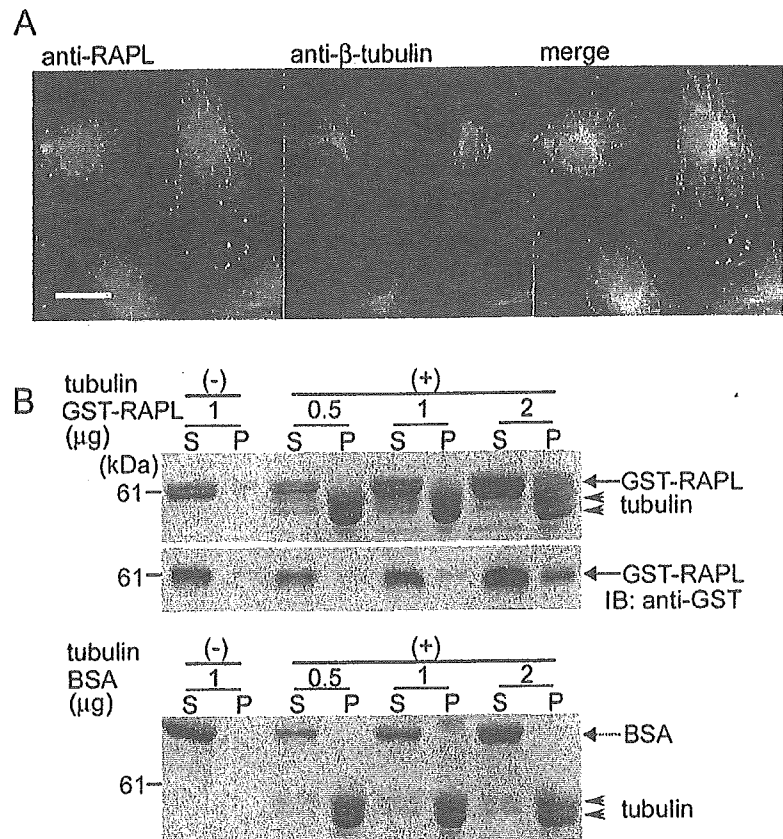 A
anti-RAPL anti-β-tubulin merge
B
tubulin (-) (+)
GST-RAPL 1 0.5 1 2
(μg) S P S P S P S P
(kDa)
61
GST-RAPL
tubulin
61
GST-RAPL
IB: anti-GST
tubulin (-) (+)
BSA 1 0.5 1 2
(μg) S P S P S P S P
BSA
61
tubulin